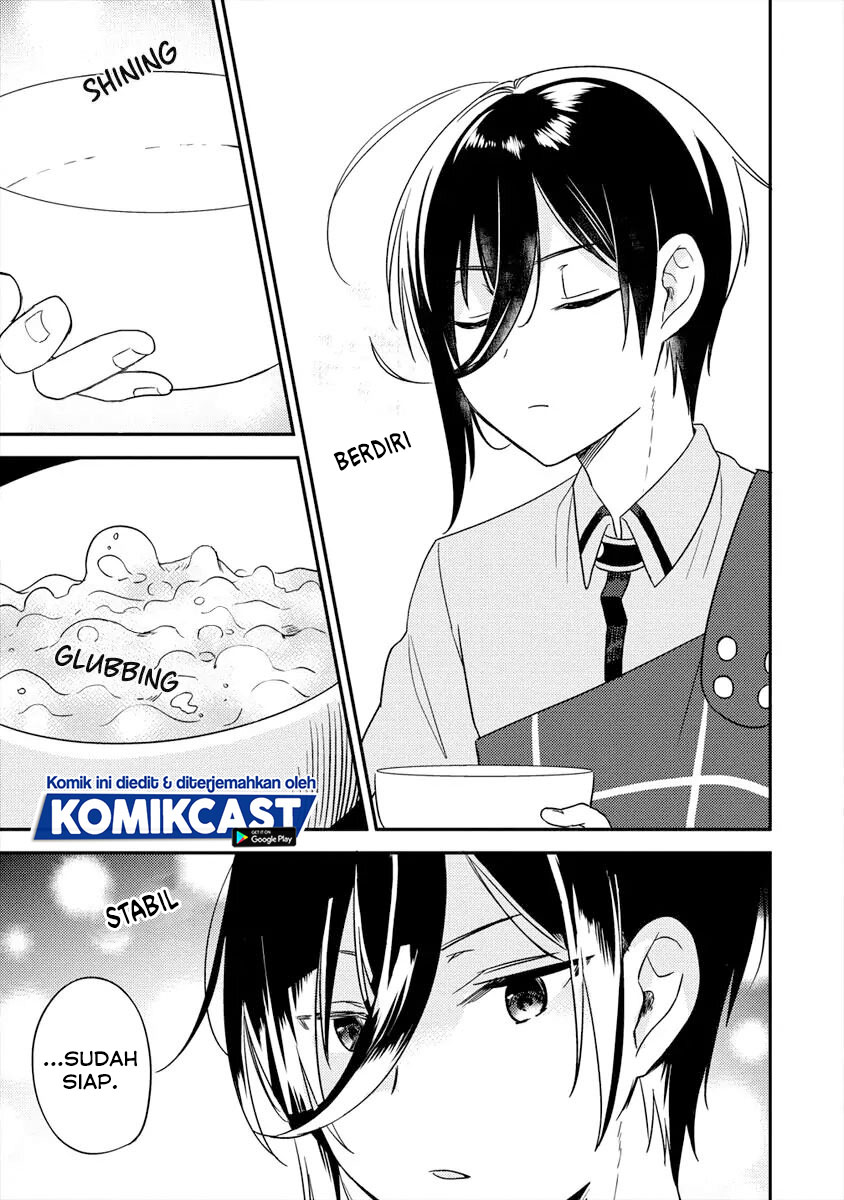 BERDIRI
SHINING
GLUBBING
Komik ini diedit & diterjemahkan oleh
KOMIKCAST
GET IT ON
Google Play
STABIL
...SUDAH
SIAP.